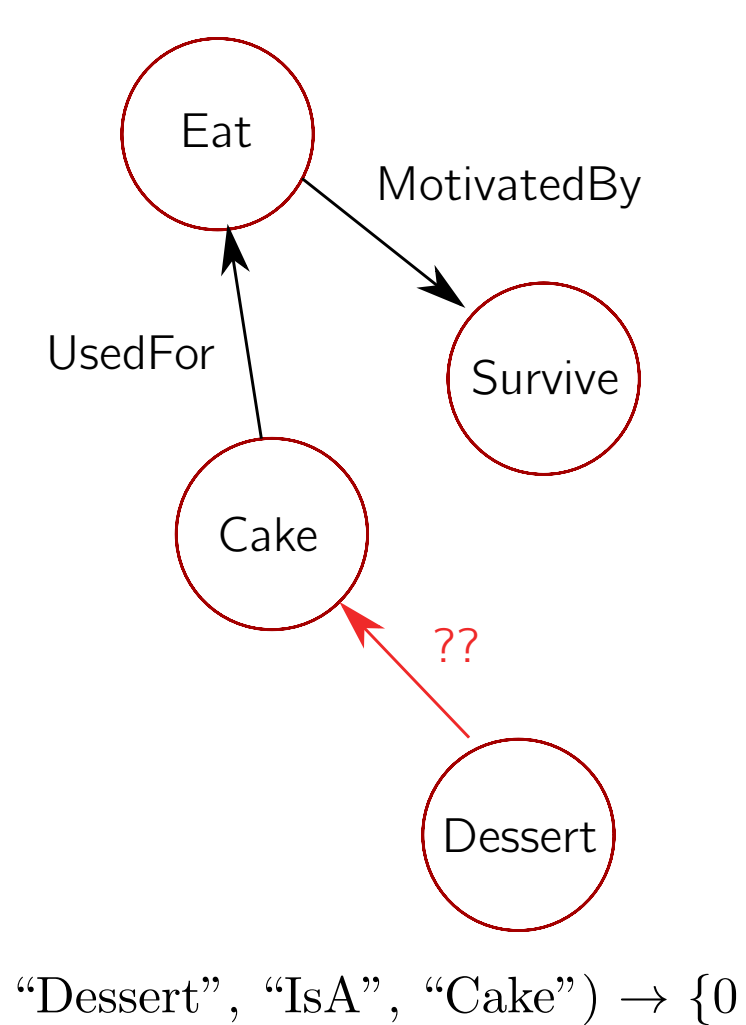 Eat
MotivatedBy
UsedFor
Survive
Cake
??
Dessert
“Dessert”, “IsA”, “Cake”) → {0